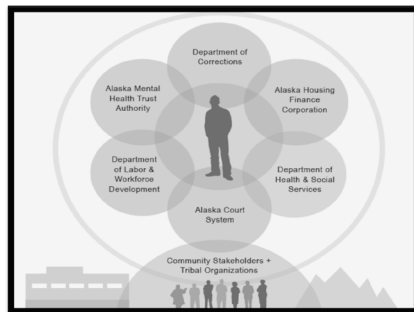 Department of
Corrections
Alaska Mental
Health Trust
Authority
Alaska Housing
Finance
Corporation
Department
of Labor &
Workforce
Development
Department of
Health & Social
Services
Alaska Court
System
Community Stakeholders +
Tribal Organizations